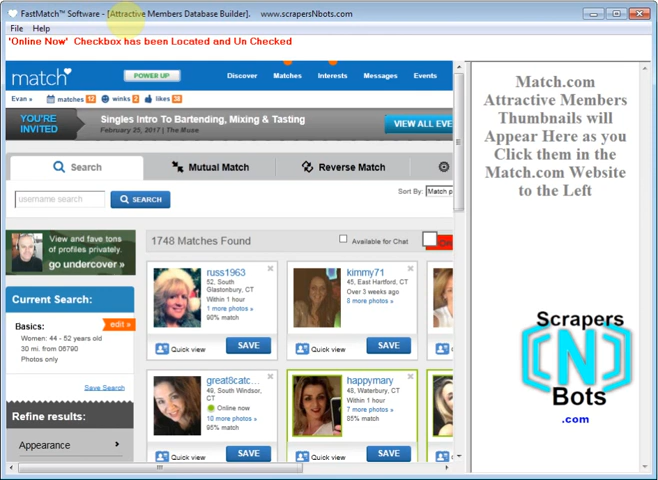 FastMatch™ Software - [Attractive Members Database Builder].    www.scrapersNbots.com
File  Help
'Online Now'  Checkbox has been Located and Un Checked
match
POWER UP
Discover  Matches  Interests  Messages  Events
Evan »  matches 12  winks 2  likes 38
YOU'RE INVITED
Singles Intro To Bartending, Mixing & Tasting
February 25, 2017 | The Muse
VIEW ALL EVE
Search  Mutual Match  Reverse Match
username search  SEARCH
Sort By: Match p
View and fave tons
of profiles privately.
go undercover »
1748 Matches Found  Available for Chat
Current Search:
Basics:  edit »
Women: 44 - 52 years old
30 mi. from 06790
Photos only
Save Search
Refine results:
Appearance
russ1963
52, South
Glastonbury, CT
Within 1 hour
1 more photos »
90% match
Quick view  SAVE
kimmy71
45, East Hartford, CT
Over 3 weeks ago
8 more photos »
Quick view  SAVE
great8catc...
49, South Windsor,
CT
Online now
10 more photos »
95% match
Quick view  SAVE
happymary
48, Waterbury, CT
Within 1 hour
7 more photos »
85% match
Quick view  SAVE
Match.com
Attractive Members
Thumbnails will
Appear Here as you
Click them in the
Match.com Website
to the Left
Scrapers
N
Bots
.com